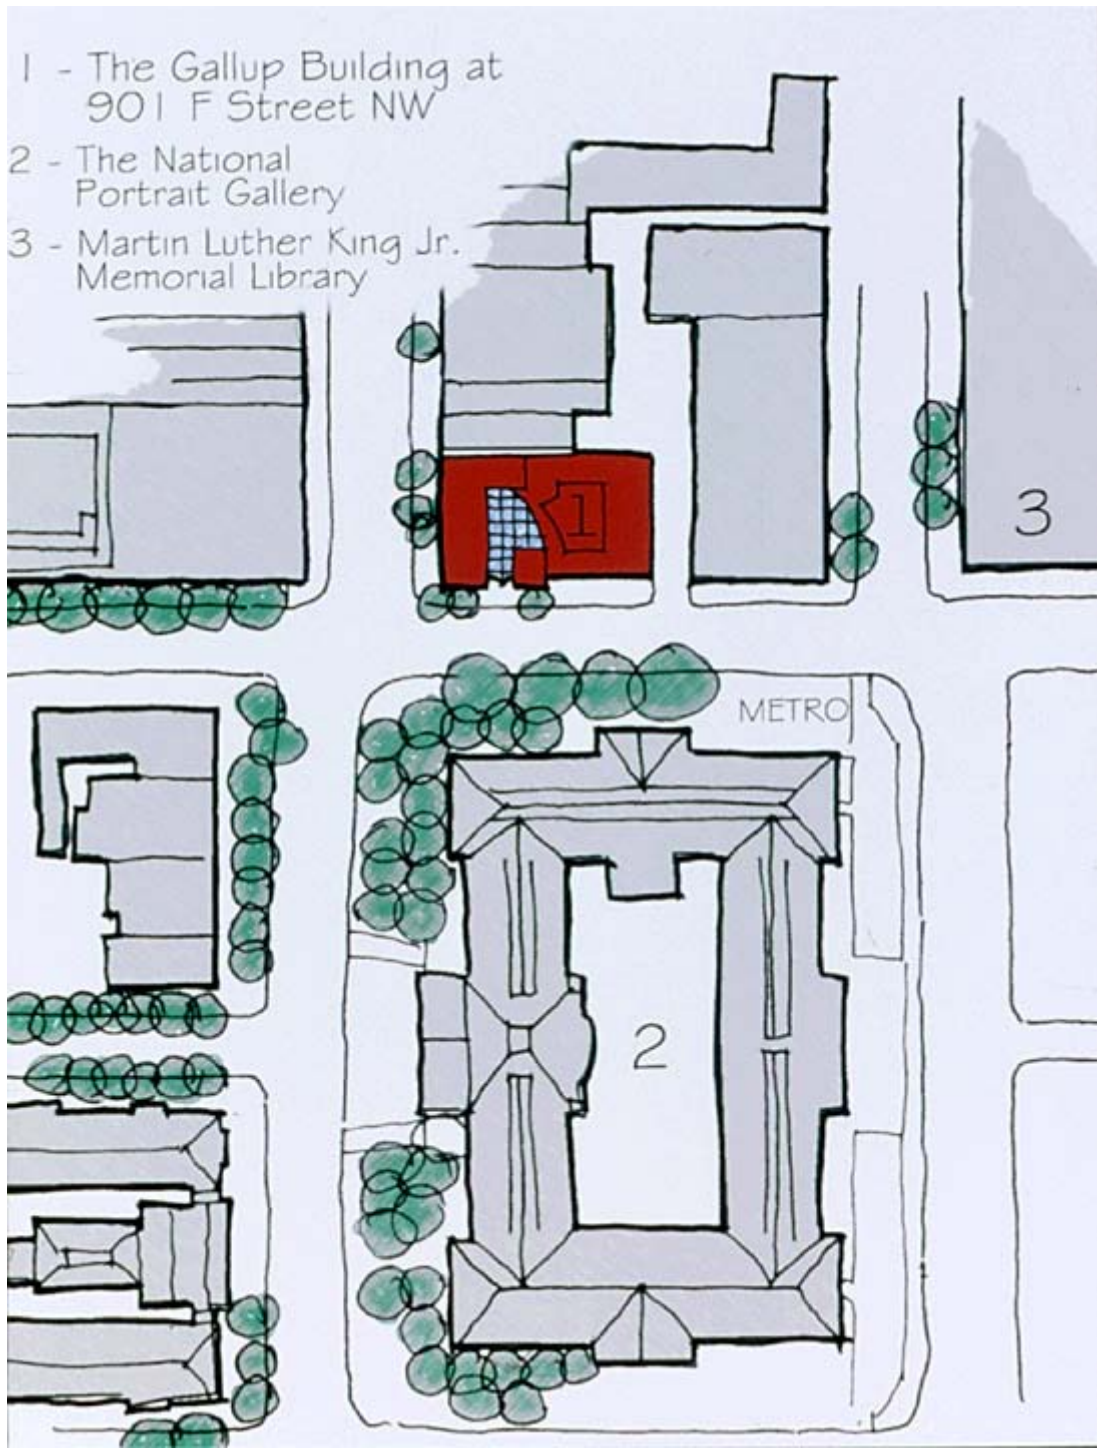 1 - The Gallup Building at
901 F Street NW
2 - The National
Portrait Gallery
3 - Martin Luther King Jr.
Memorial Library
1
3
METRO
2